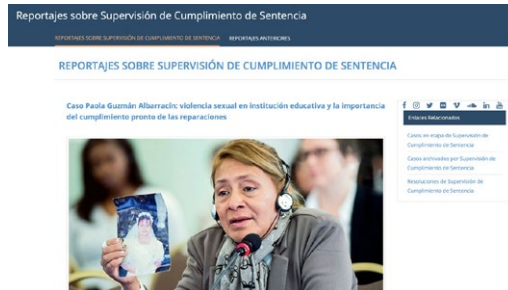 Reportajes sobre Supervisión de Cumplimiento de Sentencia
REPORTAJES SOBRE SUPERVISIÓN DE CUMPLIMIENTO DE SENTENCIA REPORTAJES ANTERIORES
REPORTAJES SOBRE SUPERVISIÓN DE CUMPLIMIENTO DE SENTENCIA
Caso Paola Guzmán Albarracín: violencia sexual en institución educativa y la importancia
del cumplimiento pronto de las reparaciones
Enlaces Relacionados
Casos en etapa de Supervisión de
Cumplimiento de Sentencia
Casos archivados por Supervisión de
Cumplimiento de Sentencia
Resoluciones de Supervisión de
Cumplimiento de Sentencia